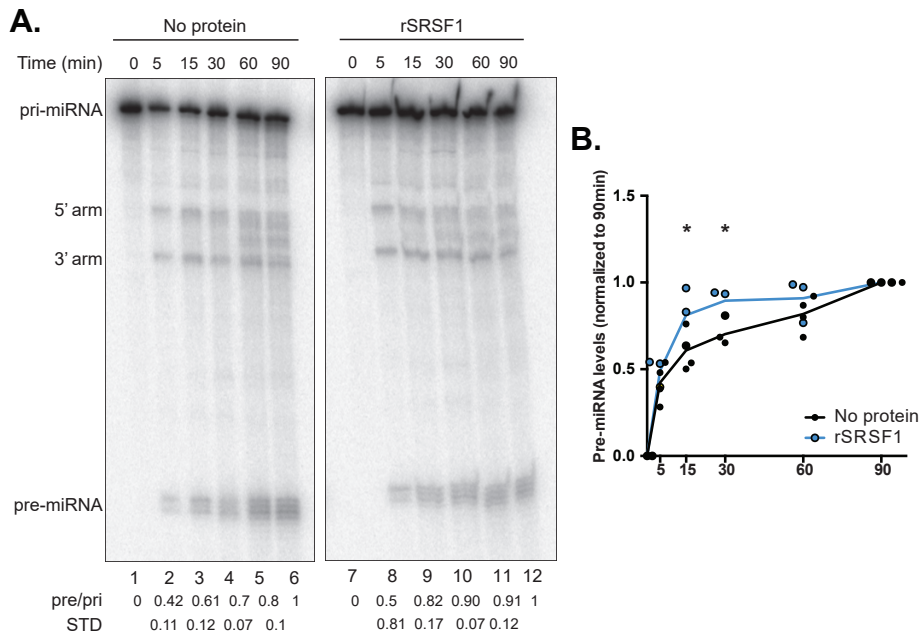 A.
No protein
rSRSF1
Time (min) 0 5 15 30 60 90 0 5 15 30 60 90
pri-miRNA
5' arm
3' arm
pre-miRNA
1 2 3 4 5 6 7 8 9 10 11 12
pre/pri 0 0.42 0.61 0.7 0.8 1 0 0.5 0.82 0.90 0.91 1
STD 0.11 0.12 0.07 0.1 0.81 0.17 0.07 0.12
B.
Pre-miRNA levels (normalized to 90min)
1.5
* *
1.0
0.5
0.0
No protein
rSRSF1
5 15 30 60 90